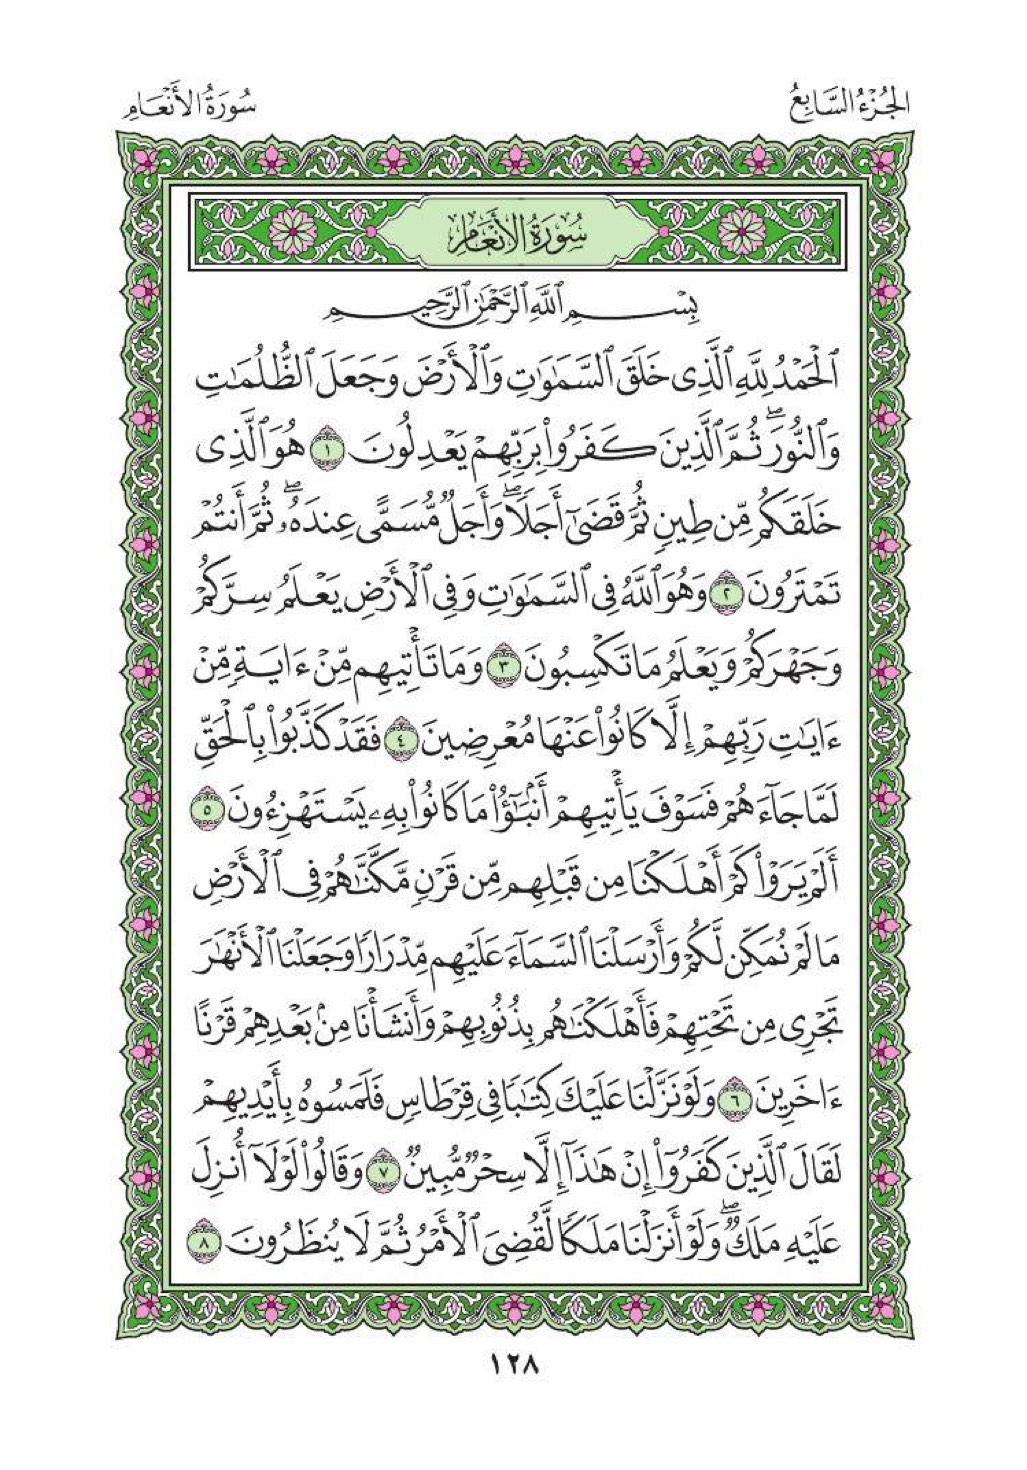 الجُزْءُ السَّابِعُ
سُورَةُ الأَنْعَامِ
سُورَةُ الأَنْعَامِ
بِسْمِ ٱللَّهِ ٱلرَّحْمَٰنِ ٱلرَّحِيمِ
ٱلْحَمْدُ لِلَّهِ ٱلَّذِى خَلَقَ ٱلسَّمَٰوَٰتِ وَٱلْأَرْضَ وَجَعَلَ ٱلظُّلُمَٰتِ
وَٱلنُّورَۖ ثُمَّ ٱلَّذِينَ كَفَرُوا۟ بِرَبِّهِمْ يَعْدِلُونَ ١ هُوَ ٱلَّذِى
خَلَقَكُم مِّن طِينٍ ثُمَّ قَضَىٰٓ أَجَلًاۖ وَأَجَلٌ مُّسَمًّى عِندَهُۥۖ ثُمَّ أَنتُمْ
تَمْتَرُونَ ٢ وَهُوَ ٱللَّهُ فِى ٱلسَّمَٰوَٰتِ وَفِى ٱلْأَرْضِ يَعْلَمُ سِرَّكُمْ
وَجَهْرَكُمْ وَيَعْلَمُ مَا تَكْسِبُونَ ٣ وَمَا تَأْتِيهِم مِّنْ ءَايَةٍ مِّنْ
ءَايَٰتِ رَبِّهِمْ إِلَّا كَانُوا۟ عَنْهَا مُعْرِضِينَ ٤ فَقَدْ كَذَّبُوا۟ بِٱلْحَقِّ
لَمَّا جَآءَهُمْ فَسَوْفَ يَأْتِيهِمْ أَنۢبَٰٓؤُا۟ مَا كَانُوا۟ بِهِۦ يَسْتَهْزِءُونَ ٥
أَلَمْ يَرَوْا۟ كَمْ أَهْلَكْنَا مِن قَبْلِهِم مِّن قَرْنٍ مَّكَّنَّٰهُمْ فِى ٱلْأَرْضِ
مَا لَمْ نُمَكِّن لَّكُمْ وَأَرْسَلْنَا ٱلسَّمَآءَ عَلَيْهِم مِّدْرَارًا وَجَعَلْنَا ٱلْأَنْهَٰرَ
تَجْرِى مِن تَحْتِهِمْ فَأَهْلَكْنَٰهُم بِذُنُوبِهِمْ وَأَنشَأْنَا مِنۢ بَعْدِهِمْ قَرْنًا
ءَاخَرِينَ ٦ وَلَوْ نَزَّلْنَا عَلَيْكَ كِتَٰبًا فِى قِرْطَاسٍ فَلَمَسُوهُ بِأَيْدِيهِمْ
لَقَالَ ٱلَّذِينَ كَفَرُوٓا۟ إِنْ هَٰذَآ إِلَّا سِحْرٌ مُّبِينٌ ٧ وَقَالُوا۟ لَوْلَآ أُنزِلَ
عَلَيْهِ مَلَكٌۖ وَلَوْ أَنزَلْنَا مَلَكًا لَّقُضِىَ ٱلْأَمْرُ ثُمَّ لَا يُنظَرُونَ ٨
١٢٨